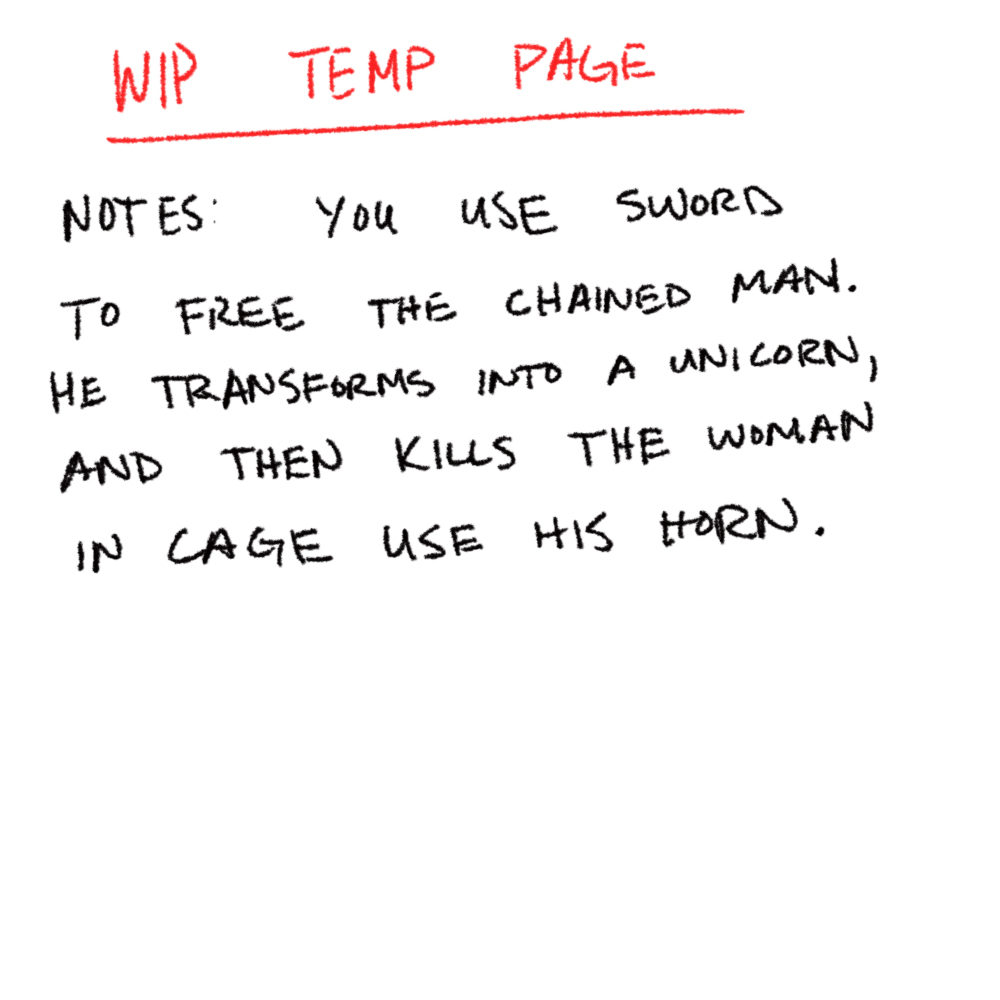 WIP TEMP PAGE
NOTES: YOU USE SWORD
TO FREE THE CHAINED MAN.
HE TRANSFORMS INTO A UNICORN,
AND THEN KILLS THE WOMAN
IN CAGE USE HIS HORN.